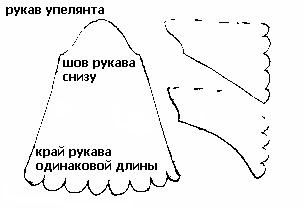 рукав упелянта
шов рукава
снизу
край рукава
одинаковой длины